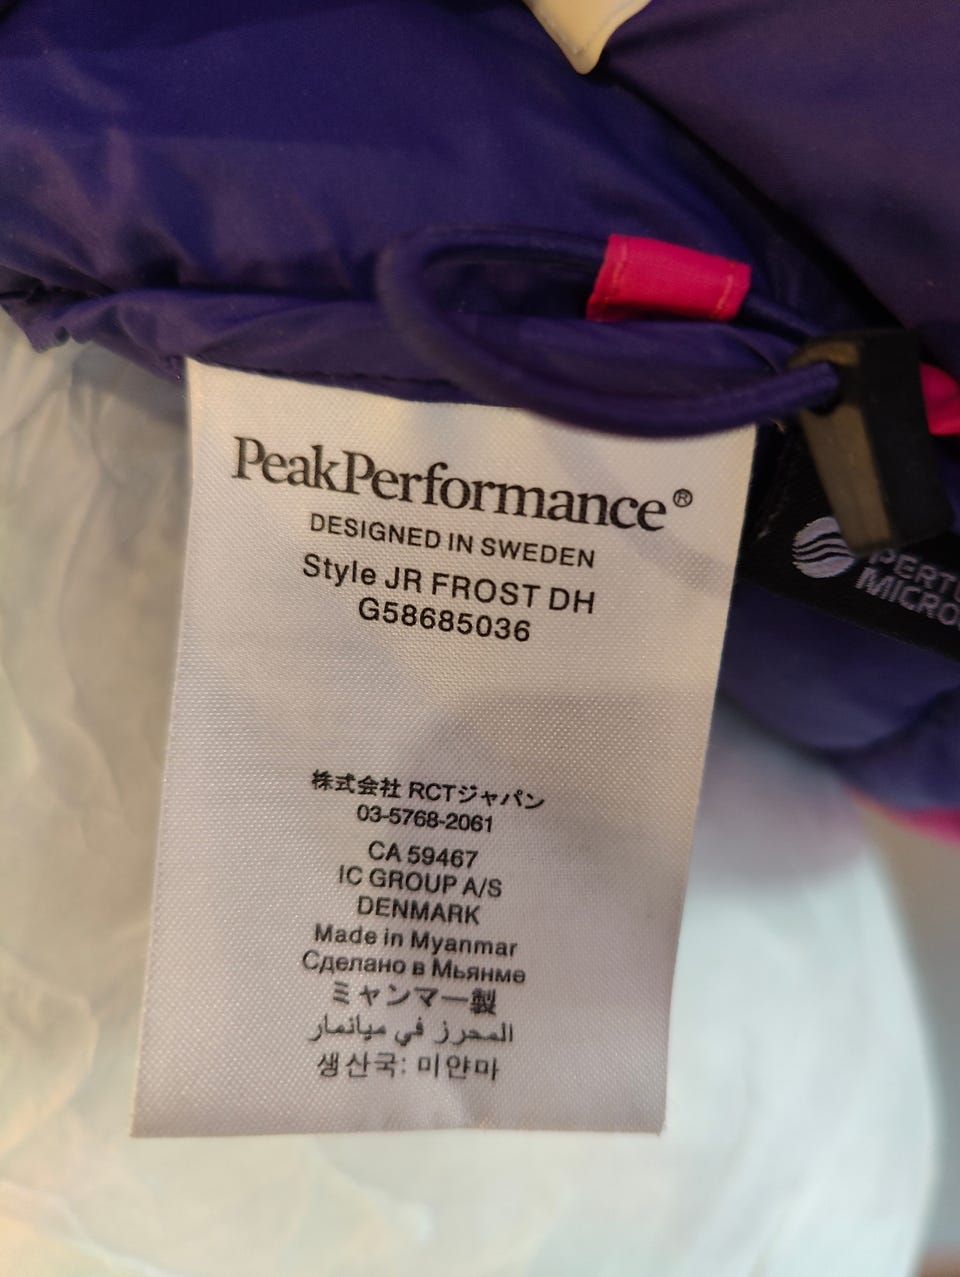 PeakPerformance®
DESIGNED IN SWEDEN
Style JR FROST DH
G58685036
株式会社 RCTジャパン
03-5768-2061
CA 59467
IC GROUP A/S
DENMARK
Made in Myanmar
Сделано в Мьянме
ミャンマー製
المحرز في ميانمار
생산국: 미얀마